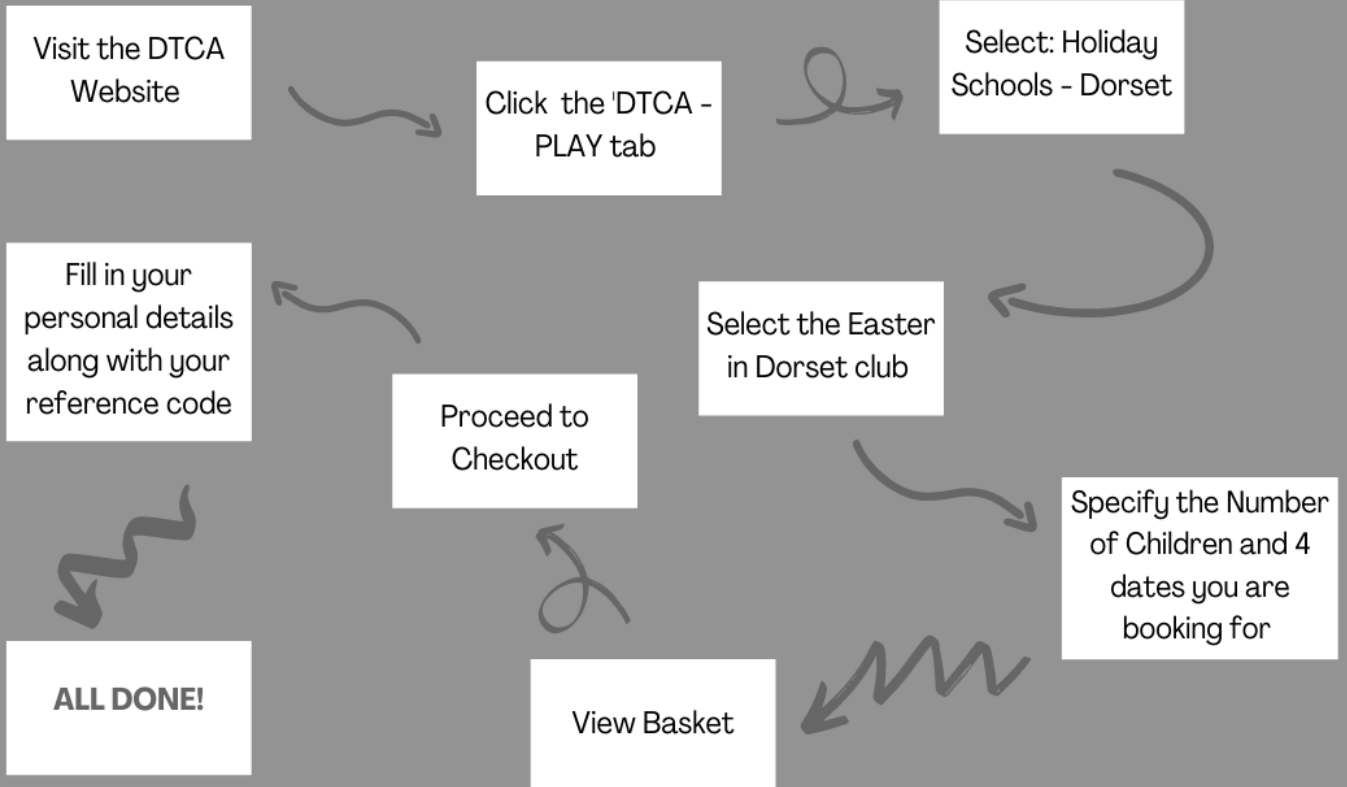 Visit the DTCA
Website
Click the 'DTCA -
PLAY tab
Select: Holiday
Schools - Dorset
Select the Easter
in Dorset club
Specify the Number
of Children and 4
dates you are
booking for
View Basket
Proceed to
Checkout
Fill in your
personal details
along with your
reference code
ALL DONE!